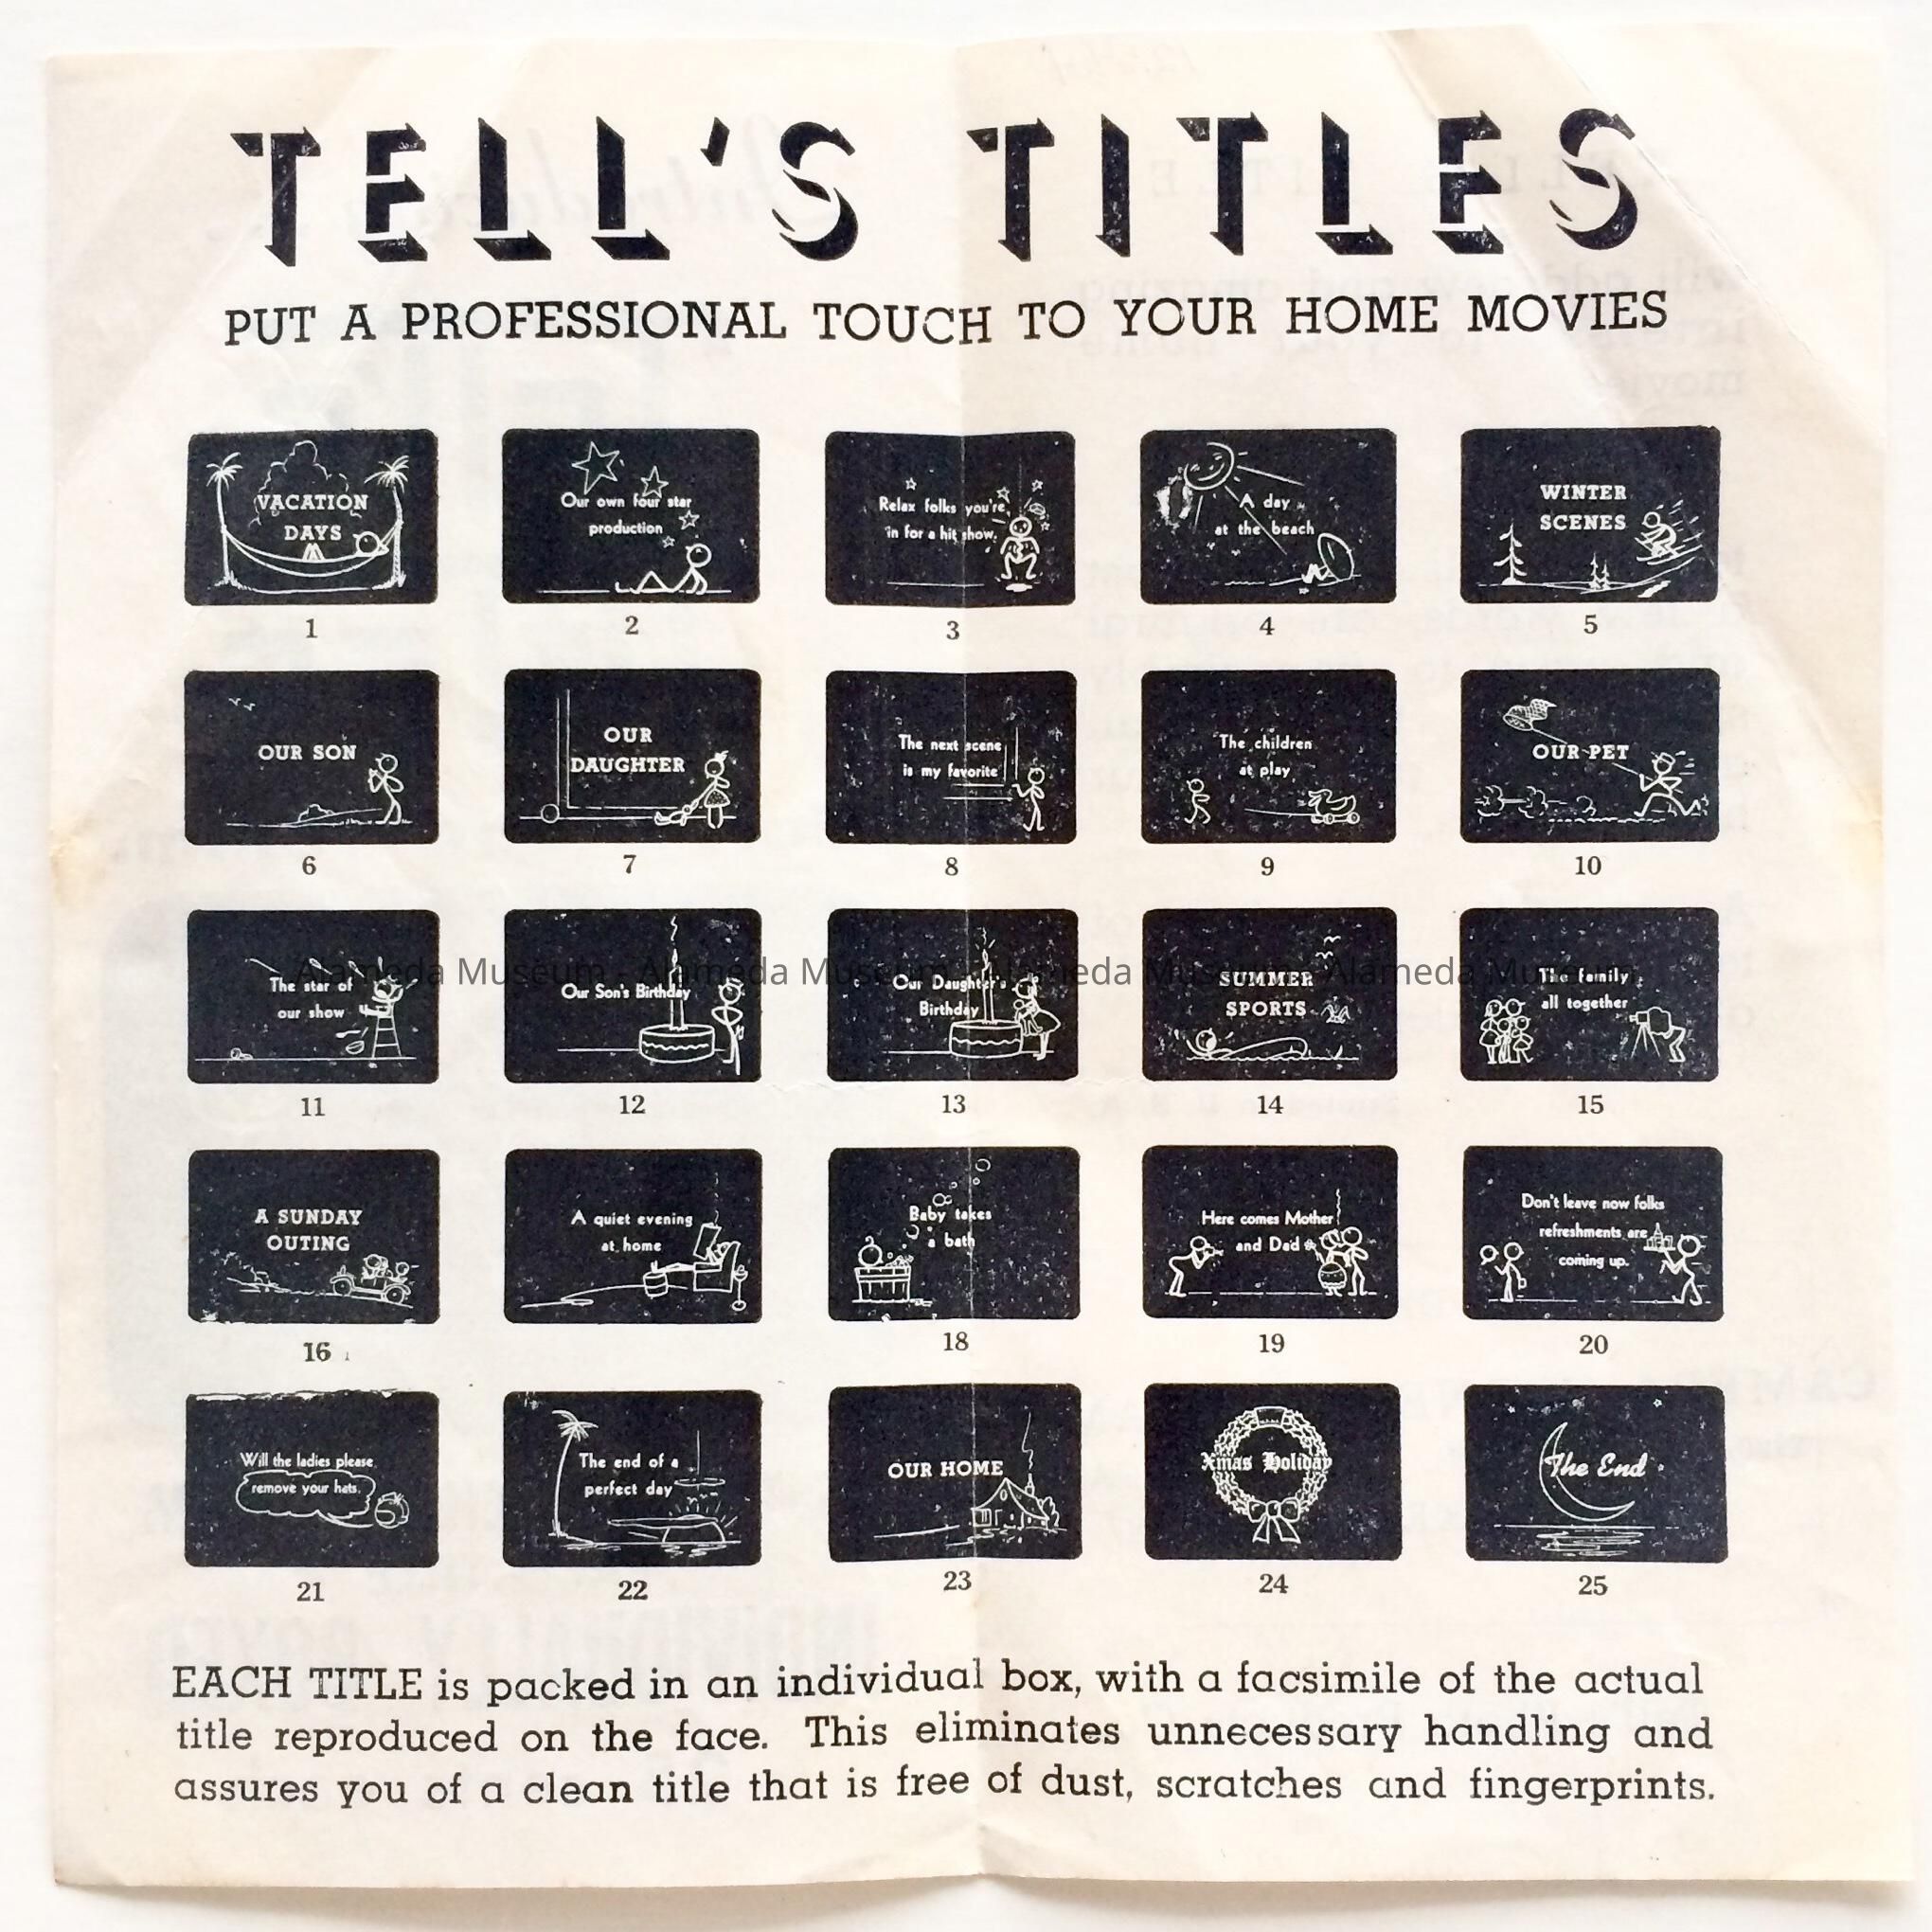 TELL'S TITLES
PUT A PROFESSIONAL TOUCH TO YOUR HOME MOVIES
VACATION
DAYS
1
Our own four star
production
2
Relax folks you're
in for a hit show.
3
A day
at the beach
4
WINTER
SCENES
5
OUR SON
6
OUR
DAUGHTER
7
The next scene
is my favorite
8
The children
at play
9
OUR PET
10
The star of
our show
11
Our Son's Birthday
12
Our Daughter's
Birthday
13
SUMMER
SPORTS
14
The family
all together
15
Alameda Museum Alameda Museum Alameda Museum Alameda Museum
A SUNDAY
OUTING
16
A quiet evening
at home
Baby takes
a bath
18
Here comes Mother
and Dad
19
Don't leave now folks
refreshments are
coming up.
20
Will the ladies please
remove your hats.
21
The end of a
perfect day
22
OUR HOME
23
Xmas Holiday
24
The End
25
EACH TITLE is packed in an individual box, with a facsimile of the actual
title reproduced on the face. This eliminates unnecessary handling and
assures you of a clean title that is free of dust, scratches and fingerprints.